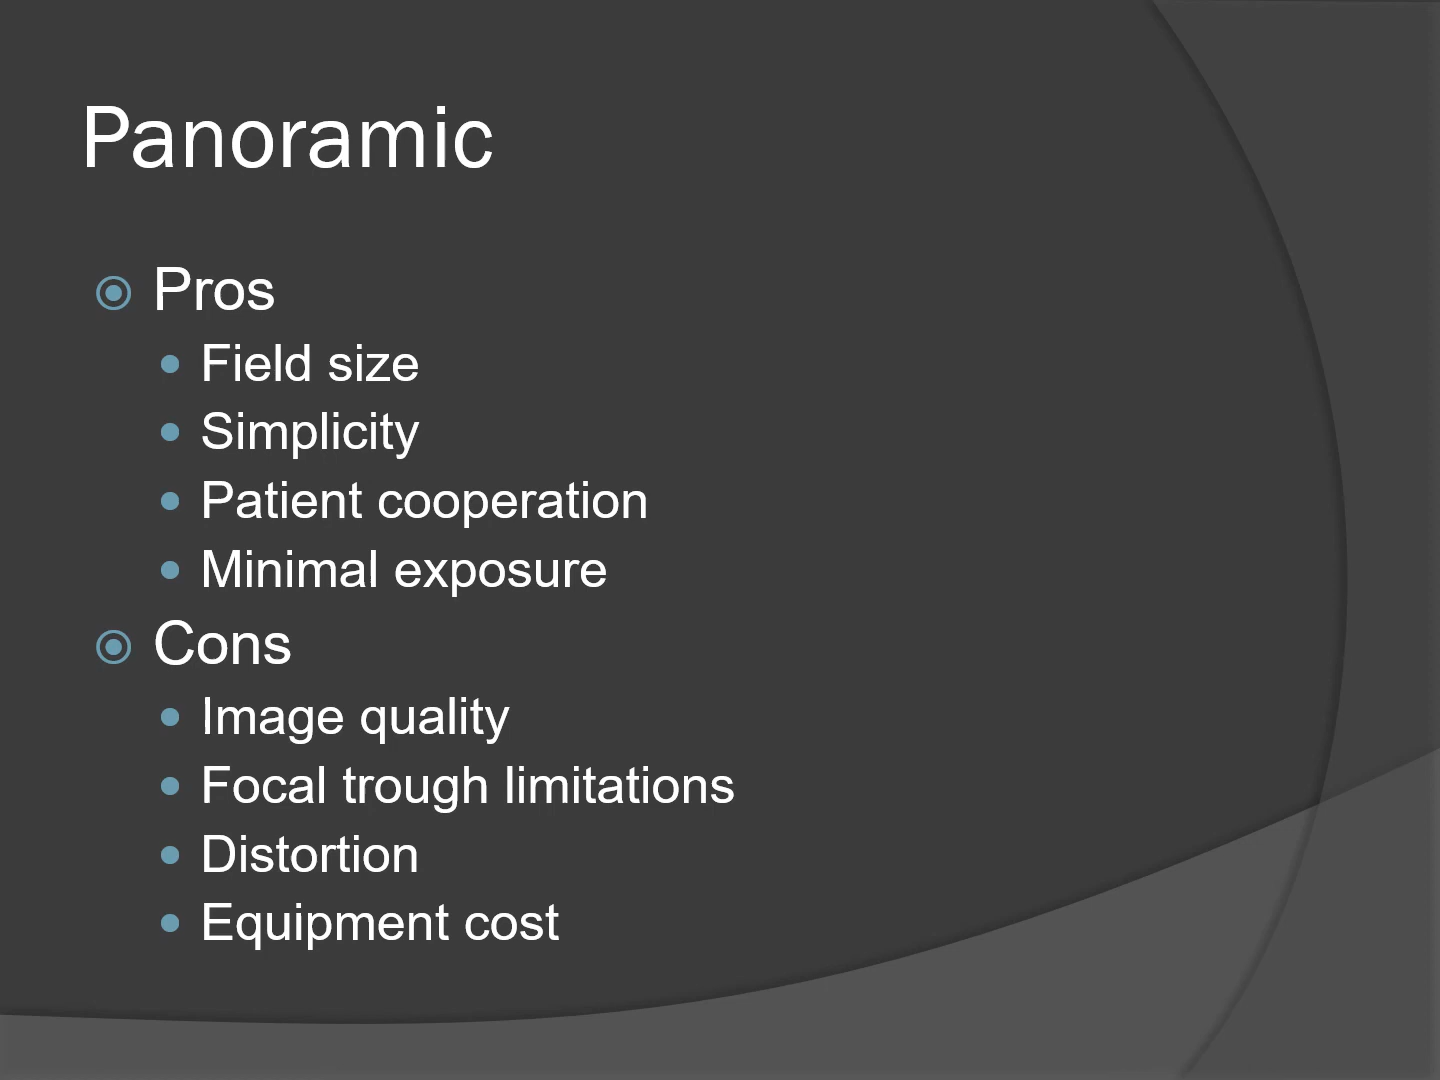 Panoramic
Pros
Field size
Simplicity
Patient cooperation
Minimal exposure
Cons
Image quality
Focal trough limitations
Distortion
Equipment cost